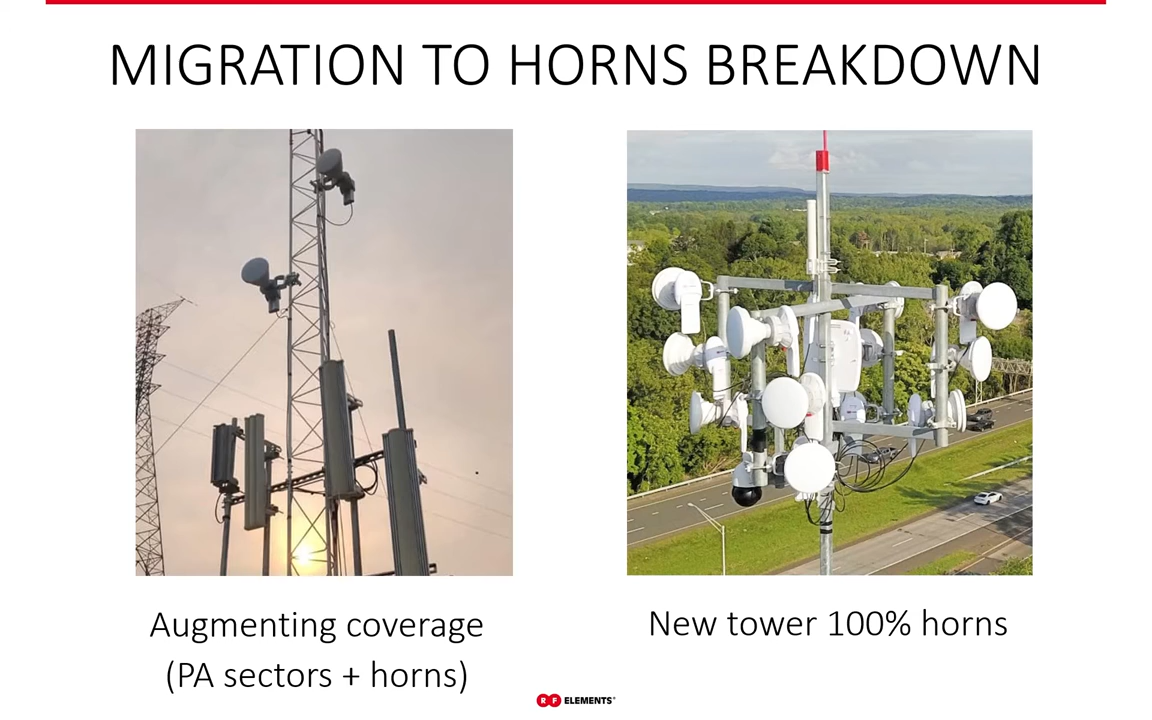 MIGRATION TO HORNS BREAKDOWN
Augmenting coverage
(PA sectors + horns)
New tower 100% horns
RF ELEMENTS®